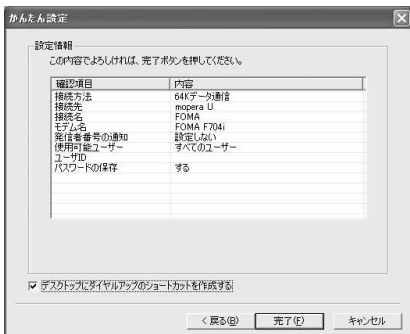 かんたん設定
設定情報
この内容でよろしければ、完了ボタンを押してください。
確認項目 内容
接続方法 64Kデータ通信
接続先 mopera U
接続名 FOMA
モデム名 FOMA F704i
発信者番号の通知 設定しない
使用可能ユーザー すべてのユーザー
ユーザID
パスワードの保存 する
デスクトップにダイヤルアップのショートカットを作成する
< 戻る(B) 完了(F) キャンセル